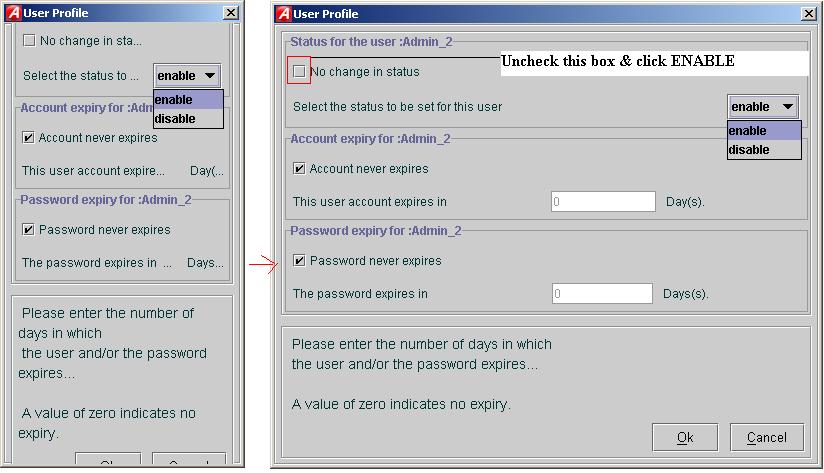 User Profile
No change in sta...
Select the status to ... enable
enable
disable
Account expiry for :Adm
Account never expires
This user account expire... Day(...
Password expiry for :Admin_2
Password never expires
The password expires in ... Days...
Please enter the number of
days in which
the user and/or the password
expires...
A value of zero indicates no
expiry.
User Profile
Status for the user :Admin_2
Uncheck this box & click ENABLE
No change in status
Select the status to be set for this user enable
enable
disable
Account expiry for :Admin_2
Account never expires
This user account expires in 0 Day(s).
Password expiry for :Admin_2
Password never expires
The password expires in 0 Days(s).
Please enter the number of days in which
the user and/or the password expires...
A value of zero indicates no expiry.
Ok Cancel